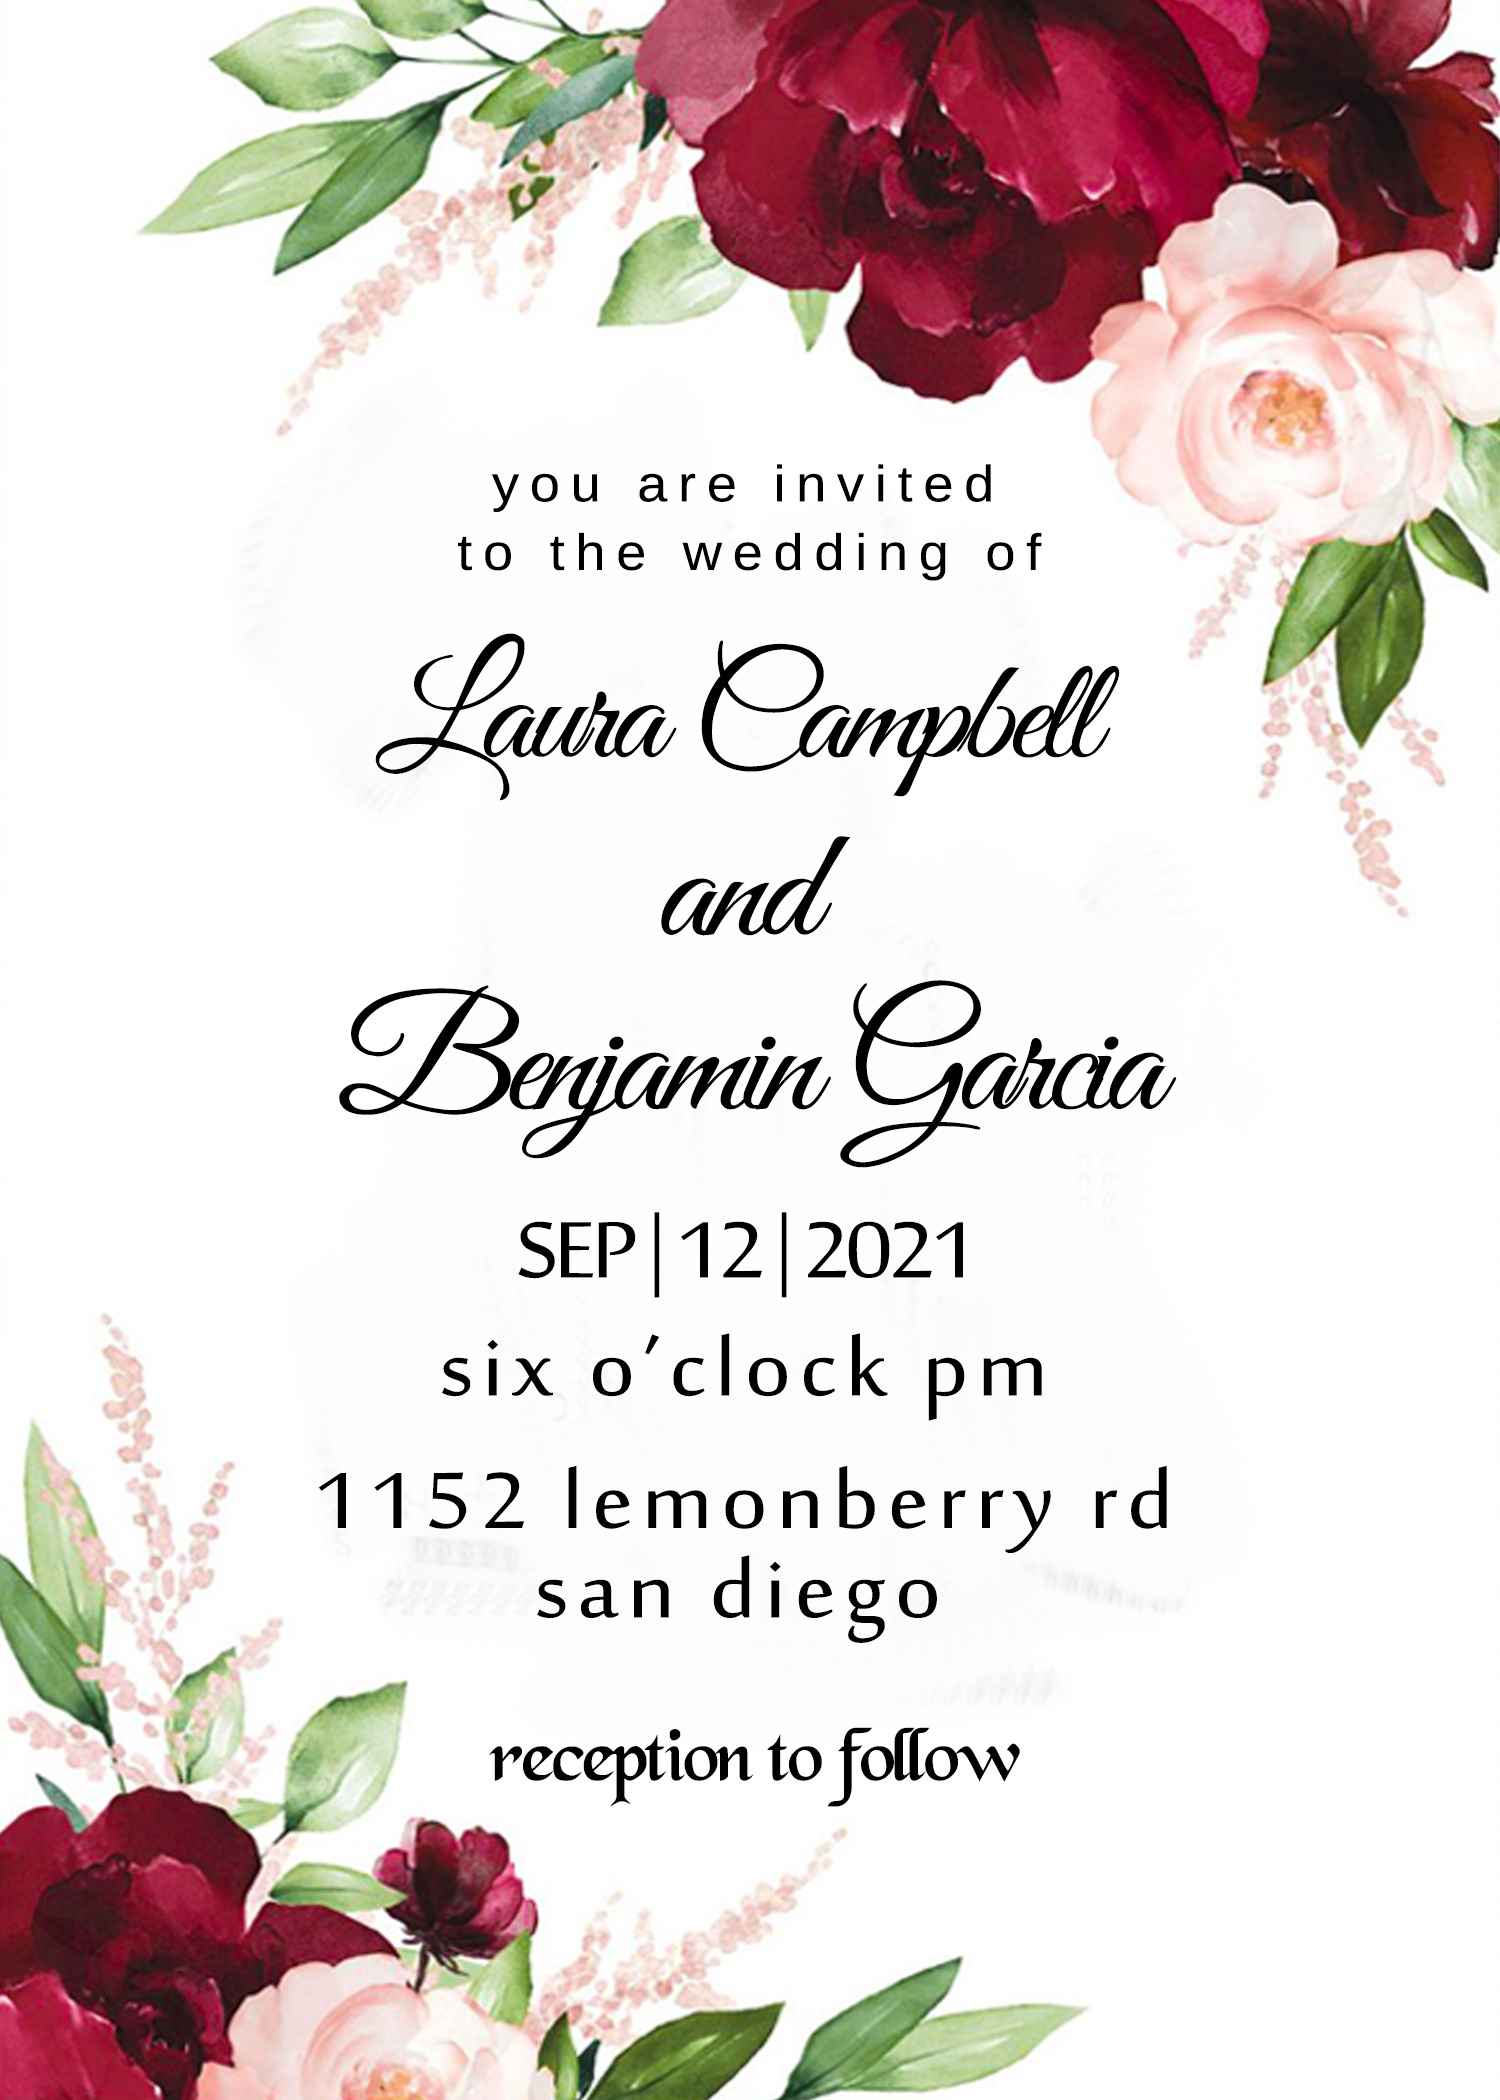 you are invited
to the wedding of
Laura Campbell
and
Benjamin Garcia
SEP|12|2021
six o'clock pm
1152 lemonberry rd
san diego
reception to follow